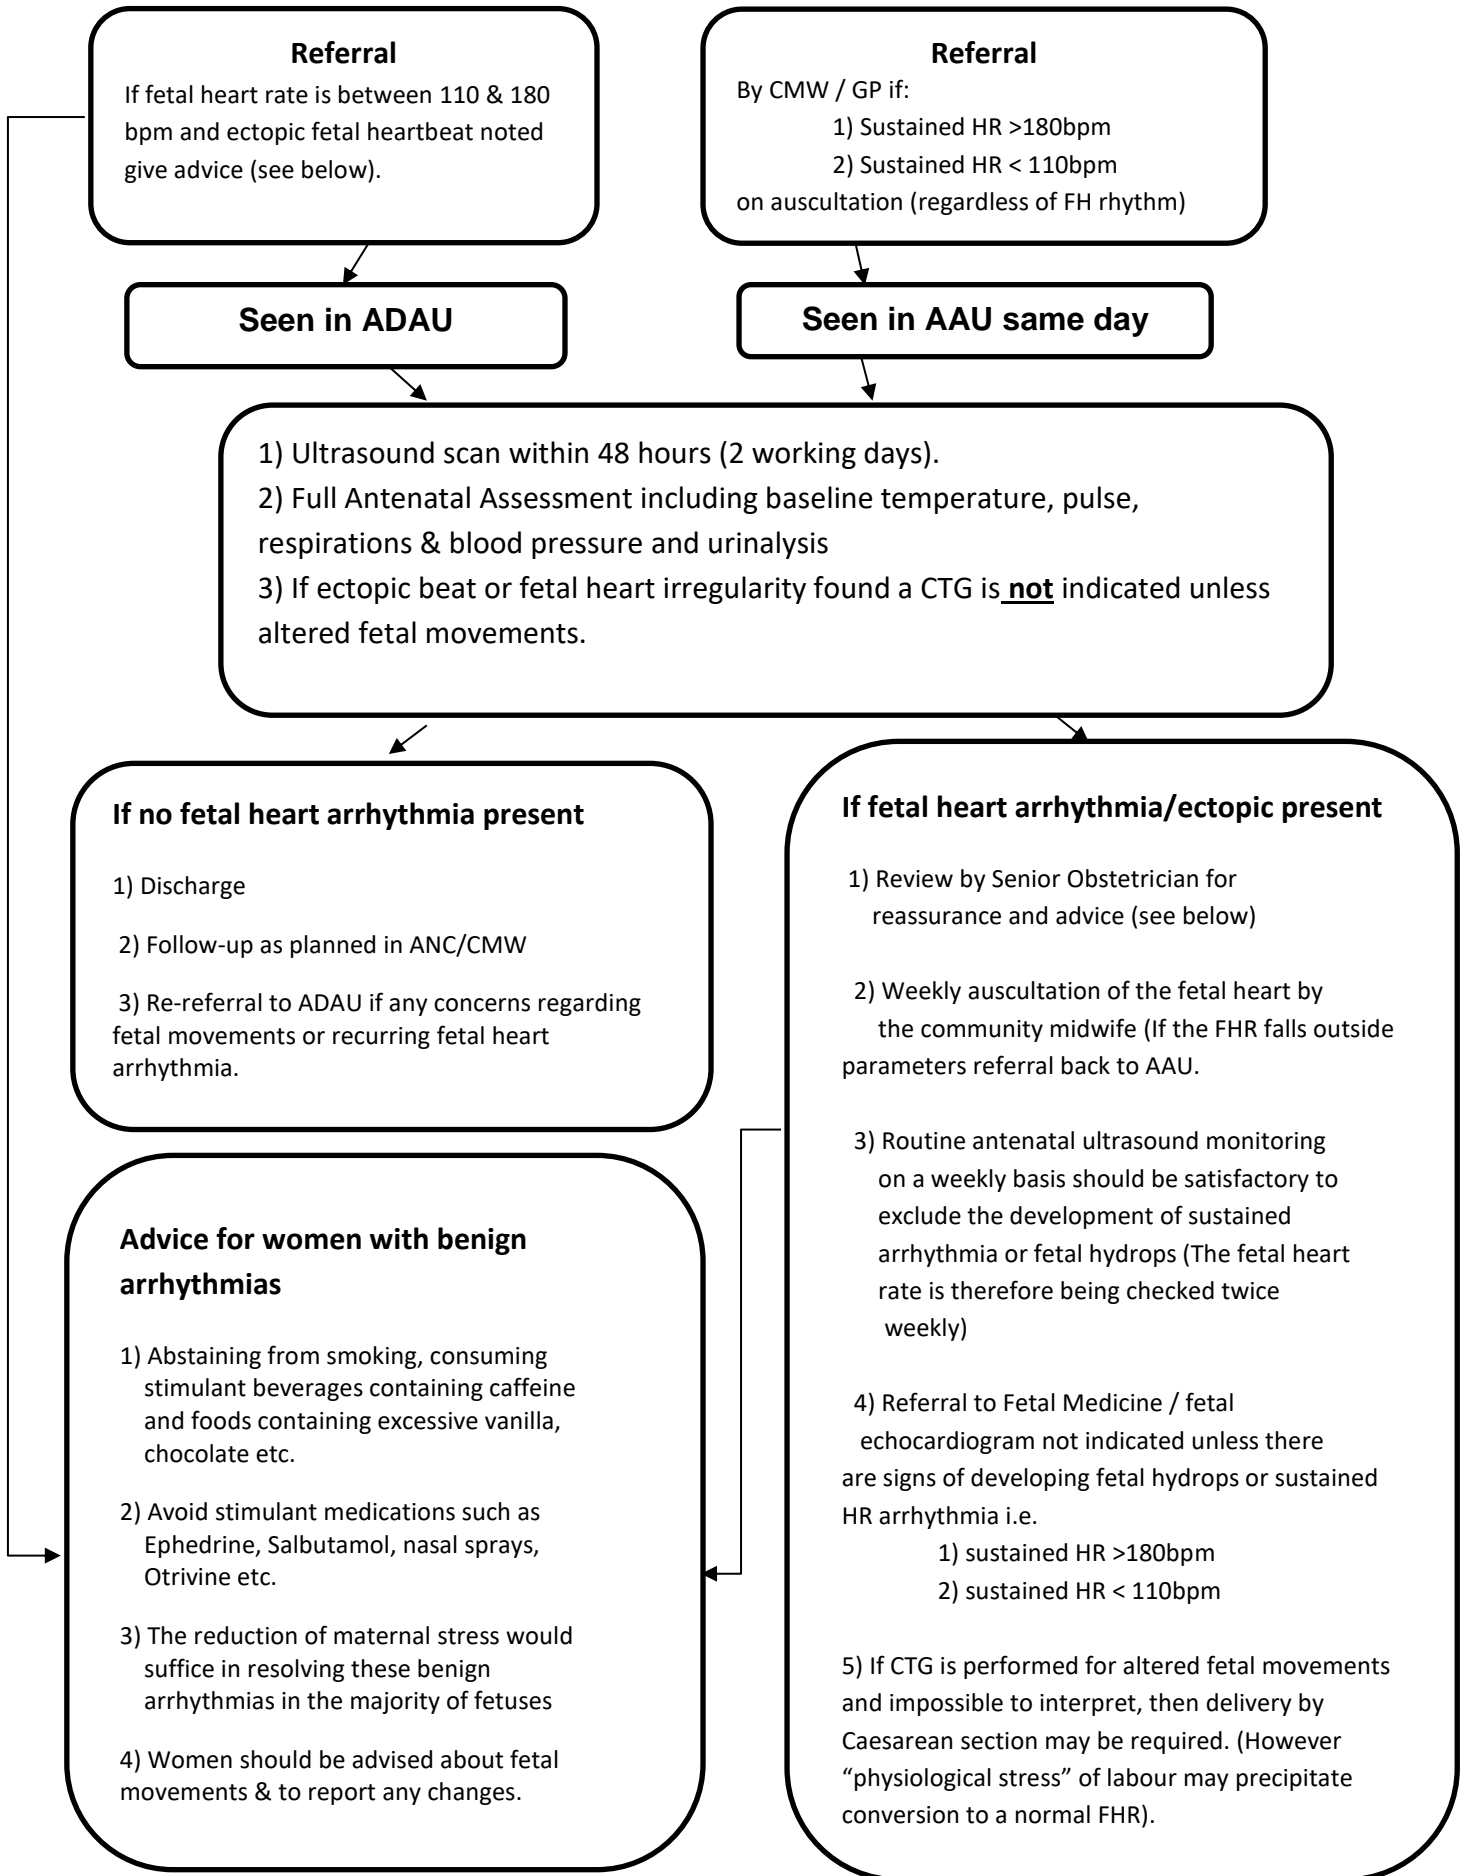 Referral
If fetal heart rate is between 110 & 180
bpm and ectopic fetal heartbeat noted
give advice (see below).
Referral
By CMW / GP if:
1) Sustained HR >180bpm
2) Sustained HR < 110bpm
on auscultation (regardless of FH rhythm)
Seen in ADAU
Seen in AAU same day
1) Ultrasound scan within 48 hours (2 working days).
2) Full Antenatal Assessment including baseline temperature, pulse,
respirations & blood pressure and urinalysis
3) If ectopic beat or fetal heart irregularity found a CTG is not indicated unless
altered fetal movements.
If no fetal heart arrhythmia present
1) Discharge
2) Follow-up as planned in ANC/CMW
3) Re-referral to ADAU if any concerns regarding
fetal movements or recurring fetal heart
arrhythmia.
If fetal heart arrhythmia/ectopic present
1) Review by Senior Obstetrician for
reassurance and advice (see below)
2) Weekly auscultation of the fetal heart by
the community midwife (If the FHR falls outside
parameters referral back to AAU.
3) Routine antenatal ultrasound monitoring
on a weekly basis should be satisfactory to
exclude the development of sustained
arrhythmia or fetal hydrops (The fetal heart
rate is therefore being checked twice
weekly)
4) Referral to Fetal Medicine / fetal
echocardiogram not indicated unless there
are signs of developing fetal hydrops or sustained
HR arrhythmia i.e.
1) sustained HR >180bpm
2) sustained HR < 110bpm
5) If CTG is performed for altered fetal movements
and impossible to interpret, then delivery by
Caesarean section may be required. (However
“physiological stress” of labour may precipitate
conversion to a normal FHR).
Advice for women with benign
arrhythmias
1) Abstaining from smoking, consuming
stimulant beverages containing caffeine
and foods containing excessive vanilla,
chocolate etc.
2) Avoid stimulant medications such as
Ephedrine, Salbutamol, nasal sprays,
Otrivine etc.
3) The reduction of maternal stress would
suffice in resolving these benign
arrhythmias in the majority of fetuses
4) Women should be advised about fetal
movements & to report any changes.